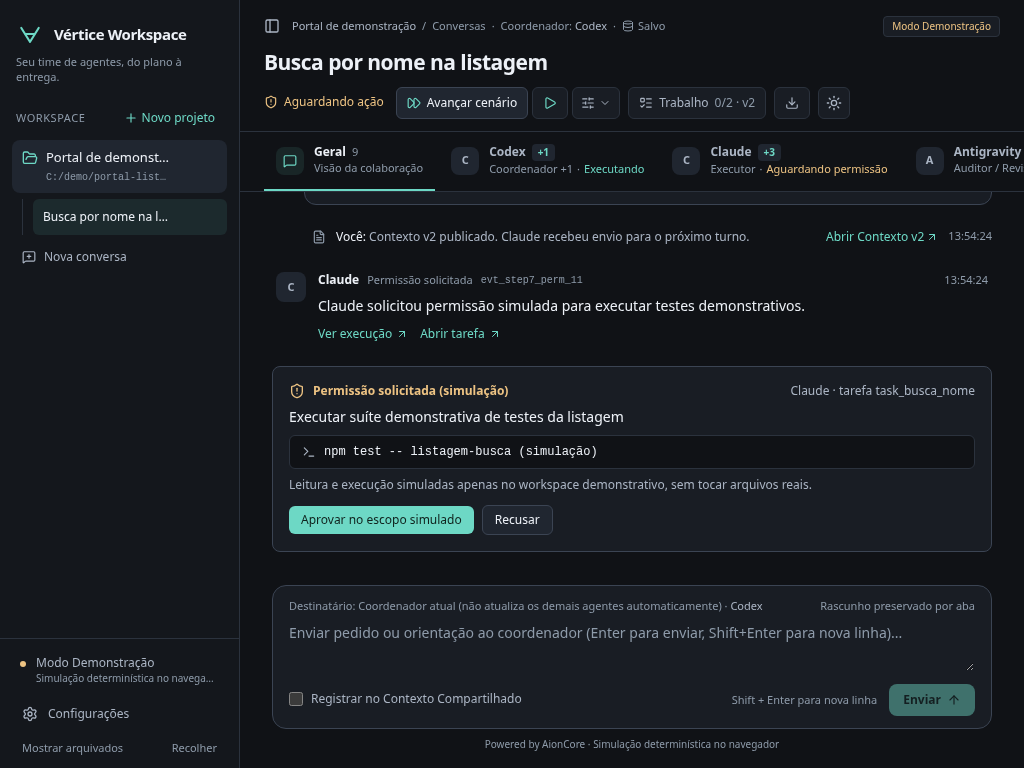 Vértice Workspace
Seu time de agentes, do plano à
entrega.
WORKSPACE
Novo projeto
Portal de demonst...
C:/demo/portal-list…
Busca por nome na l...
Nova conversa
Modo Demonstração
Simulação determinística no navega...
Configurações
Mostrar arquivados
Recolher
Portal de demonstração / Conversas · Coordenador: Codex · Salvo
Modo Demonstração
Busca por nome na listagem
Aguardando ação
Avançar cenário
Trabalho 0/2 · v2
Geral 9
Visão da colaboração
C
Codex +1
Coordenador +1 · Executando
C
Claude +3
Executor · Aguardando permissão
A
Antigravity
Auditor / Revi
Você: Contexto v2 publicado. Claude recebeu envio para o próximo turno.
Abrir Contexto v2
13:54:24
C
Claude Permissão solicitada evt_step7_perm_11
13:54:24
Claude solicitou permissão simulada para executar testes demonstrativos.
Ver execução
Abrir tarefa
Permissão solicitada (simulação)
Claude · tarefa task_busca_nome
Executar suíte demonstrativa de testes da listagem
npm test -- listagem-busca (simulação)
Leitura e execução simuladas apenas no workspace demonstrativo, sem tocar arquivos reais.
Aprovar no escopo simulado
Recusar
Destinatário: Coordenador atual (não atualiza os demais agentes automaticamente) · Codex
Rascunho preservado por aba
Enviar pedido ou orientação ao coordenador (Enter para enviar, Shift+Enter para nova linha)...
Registrar no Contexto Compartilhado
Shift + Enter para nova linha
Enviar
Powered by AionCore · Simulação determinística no navegador